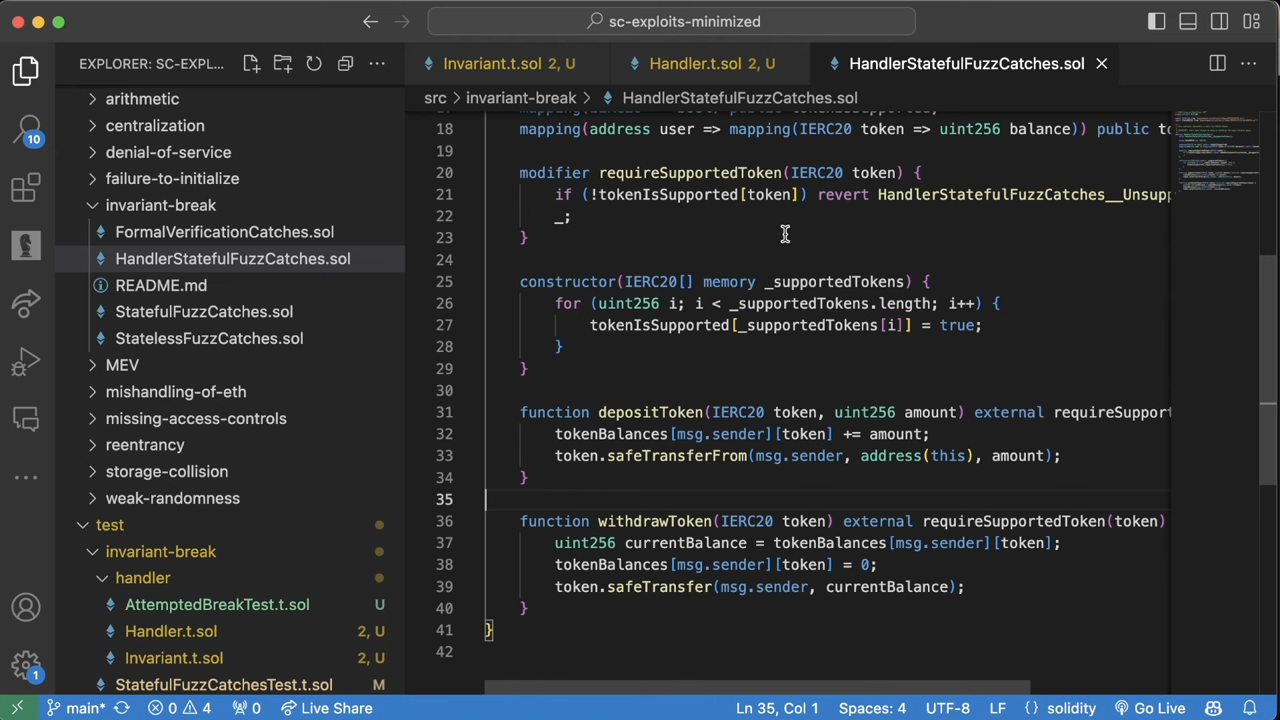 sc-exploits-minimized
EXPLORER: SC-EXPL...
arithmetic
centralization
denial-of-service
failure-to-initialize
invariant-break
FormalVerificationCatches.sol
HandlerStatefulFuzzCatches.sol
README.md
StatefulFuzzCatches.sol
StatelessFuzzCatches.sol
MEV
mishandling-of-eth
missing-access-controls
reentrancy
storage-collision
weak-randomness
test
invariant-break
handler
AttemptedBreakTest.t.sol U
Handler.t.sol 2, U
Invariant.t.sol 2, U
StatefulFuzzCatchesTest.t.sol M
10
1
Invariant.t.sol 2, U
Handler.t.sol 2, U
HandlerStatefulFuzzCatches.sol
src > invariant-break > HandlerStatefulFuzzCatches.sol
18 mapping(address user => mapping(IERC20 token => uint256 balance)) public to
19
20 modifier requireSupportedToken(IERC20 token) {
21 if (!tokenIsSupported[token]) revert HandlerStatefulFuzzCatches__Unsupp
22 _;
23 }
24
25 constructor(IERC20[] memory _supportedTokens) {
26 for (uint256 i; i < _supportedTokens.length; i++) {
27 tokenIsSupported[_supportedTokens[i]] = true;
28 }
29 }
30
31 function depositToken(IERC20 token, uint256 amount) external requireSupport
32 tokenBalances[msg.sender][token] += amount;
33 token.safeTransferFrom(msg.sender, address(this), amount);
34 }
35
36 function withdrawToken(IERC20 token) external requireSupportedToken(token)
37 uint256 currentBalance = tokenBalances[msg.sender][token];
38 tokenBalances[msg.sender][token] = 0;
39 token.safeTransfer(msg.sender, currentBalance);
40 }
41 }
42
main* 0 4 0 Live Share Ln 35, Col 1 Spaces: 4 UTF-8 LF {} solidity Go Live